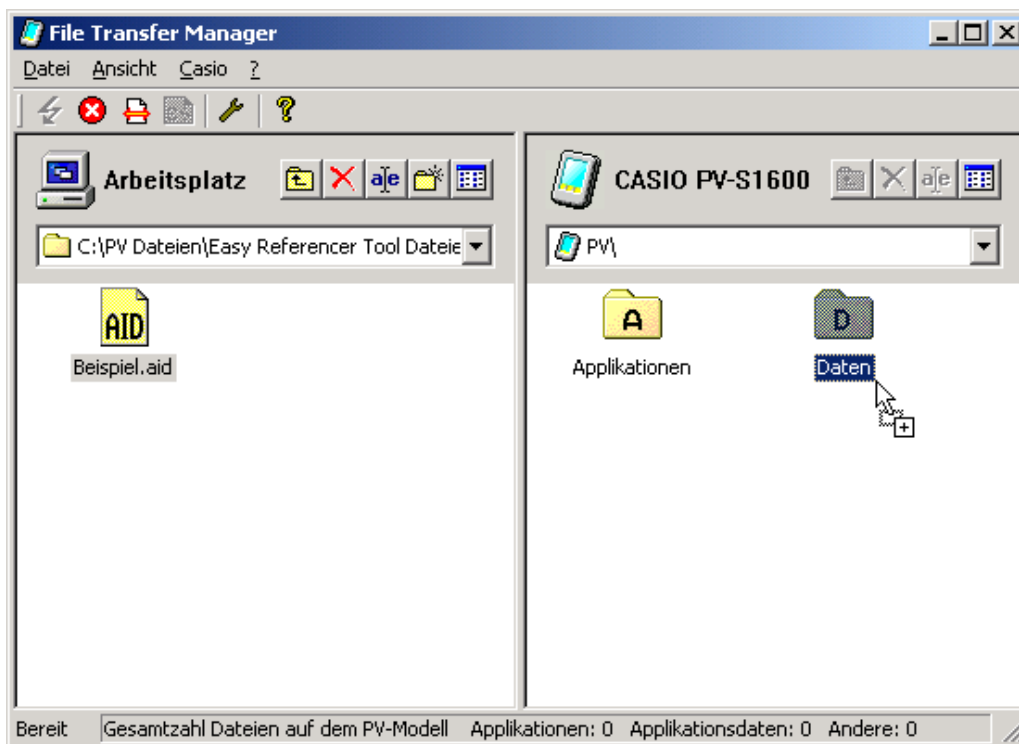 File Transfer Manager
Datei Ansicht Casio ?
Arbeitsplatz
CASIO PV-S1600
C:\PV Dateien\Easy Referencer Tool Dateie
PV\
AID
Beispiel.aid
A
Applikationen
D
Daten
Bereit Gesamtzahl Dateien auf dem PV-Modell Applikationen: 0 Applikationsdaten: 0 Andere: 0